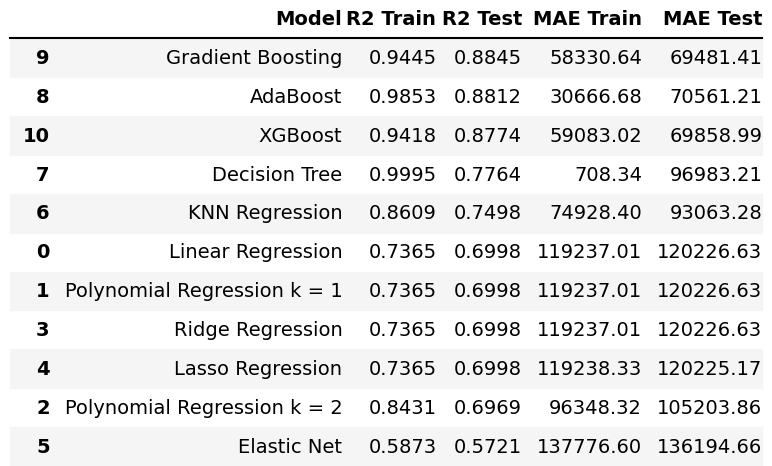 Model R2 Train R2 Test MAE Train MAE Test
9 Gradient Boosting 0.9445 0.8845 58330.64 69481.41
8 AdaBoost 0.9853 0.8812 30666.68 70561.21
10 XGBoost 0.9418 0.8774 59083.02 69858.99
7 Decision Tree 0.9995 0.7764 708.34 96983.21
6 KNN Regression 0.8609 0.7498 74928.40 93063.28
0 Linear Regression 0.7365 0.6998 119237.01 120226.63
1 Polynomial Regression k = 1 0.7365 0.6998 119237.01 120226.63
3 Ridge Regression 0.7365 0.6998 119237.01 120226.63
4 Lasso Regression 0.7365 0.6998 119238.33 120225.17
2 Polynomial Regression k = 2 0.8431 0.6969 96348.32 105203.86
5 Elastic Net 0.5873 0.5721 137776.60 136194.66